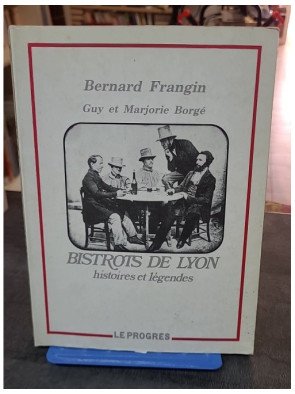 Bernard Frangin
Guy et Marjorie Borgé
BISTROTS DE LYON
histoires et légendes
LE PROGRES